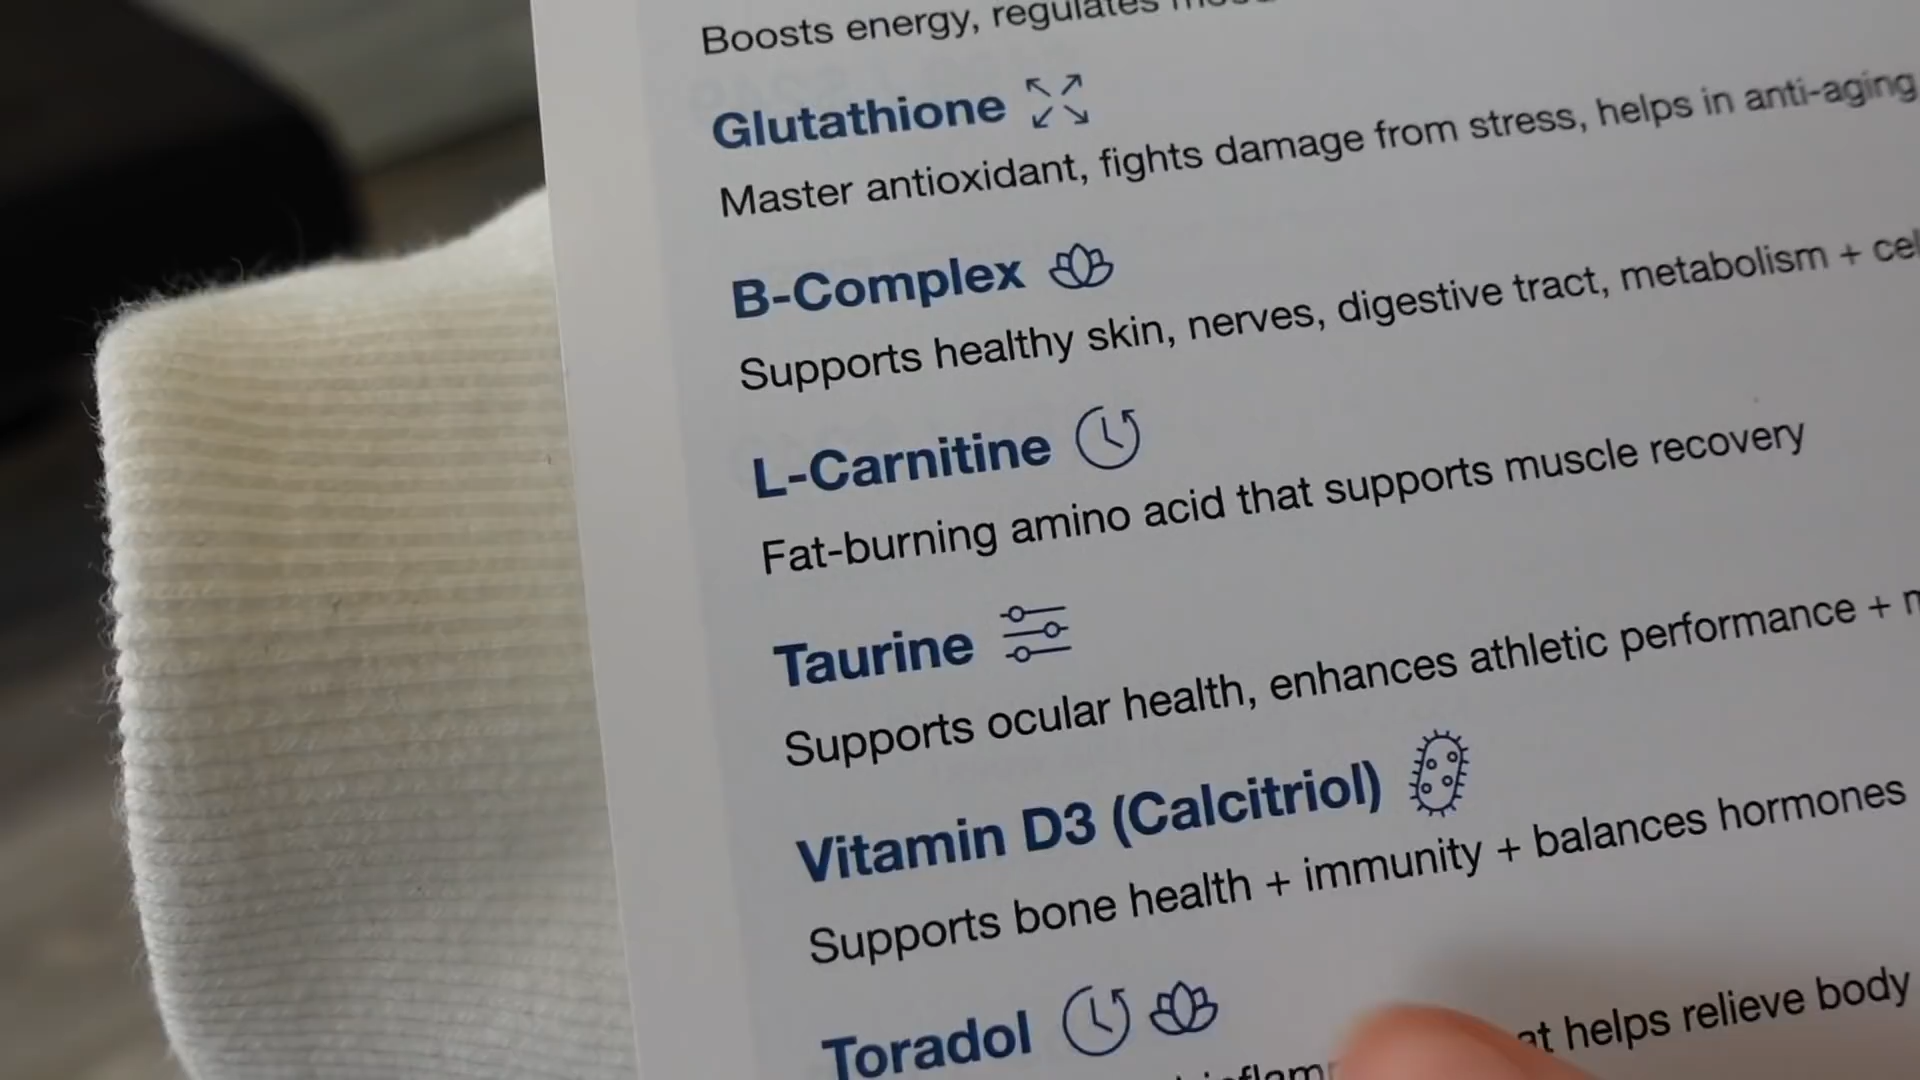 Boosts energy, regulates
Glutathione
Master antioxidant, fights damage from stress, helps in anti-aging
B-Complex
Supports healthy skin, nerves, digestive tract, metabolism +
L-Carnitine
Fat-burning amino acid that supports muscle recovery
Taurine
Supports ocular health, enhances athletic performance +
Vitamin D3 (Calcitriol)
Supports bone health + immunity + balances hormones
Toradol
helps relieve body